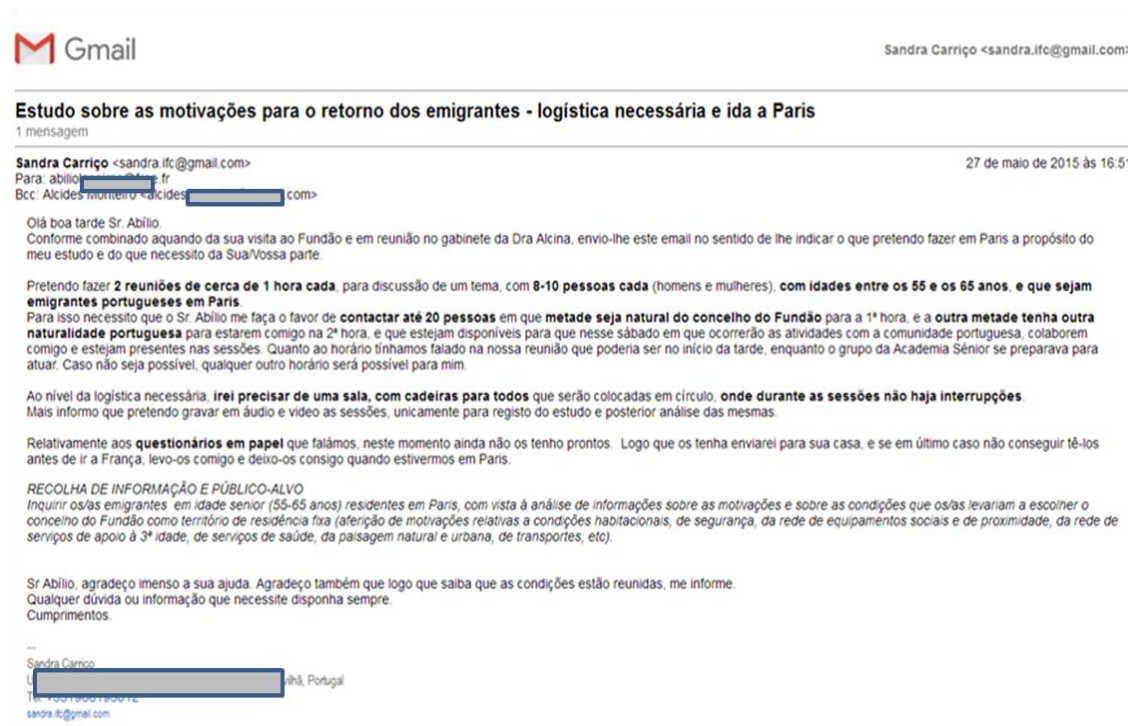 Gmail
Sandra Carriço <sandra.ifc@gmail.com>
Estudo sobre as motivações para o retorno dos emigrantes - logística necessária e ida a Paris
1 mensagem
Sandra Carriço <sandra.ifc@gmail.com>
27 de maio de 2015 às 16:51
Para: abilio .fr
Bcc: Alcides Monteiro <alcides .com>
Olá boa tarde Sr. Abílio.
Conforme combinado aquando da sua visita ao Fundão e em reunião no gabinete da Dra Alcina, envio-lhe este email no sentido de lhe indicar o que pretendo fazer em Paris a propósito do
meu estudo e do que necessito da Sua/Vossa parte.
Pretendo fazer 2 reuniões de cerca de 1 hora cada, para discussão de um tema, com 8-10 pessoas cada (homens e mulheres), com idades entre os 55 e os 65 anos, e que sejam
emigrantes portugueses em Paris.
Para isso necessito que o Sr. Abílio me faça o favor de contactar até 20 pessoas em que metade seja natural do concelho do Fundão para a 1ª hora, e a outra metade tenha outra
naturalidade portuguesa para estarem comigo na 2ª hora, e que estejam disponíveis para que nesse sábado em que ocorrerão as atividades com a comunidade portuguesa, colaborem
comigo e estejam presentes nas sessões. Quanto ao horário tínhamos falado na nossa reunião que poderia ser no início da tarde, enquanto o grupo da Academia Sénior se preparava para
atuar. Caso não seja possível, qualquer outro horário será possível para mim.
Ao nível da logística necessária, irei precisar de uma sala, com cadeiras para todos que serão colocadas em círculo, onde durante as sessões não haja interrupções.
Mais informo que pretendo gravar em áudio e video as sessões, unicamente para registo do estudo e posterior análise das mesmas.
Relativamente aos questionários em papel que falámos, neste momento ainda não os tenho prontos. Logo que os tenha enviarei para sua casa, e se em último caso não conseguir tê-los
antes de ir a França, levo-os comigo e deixo-os consigo quando estivermos em Paris.
RECOLHA DE INFORMAÇÃO E PÚBLICO-ALVO
Inquirir os/as emigrantes em idade senior (55-65 anos) residentes em Paris, com vista à análise de informações sobre as motivações e sobre as condições que os/as levariam a escolher o
concelho do Fundão como território de residência fixa (aferição de motivações relativas a condições habitacionais, de segurança, da rede de equipamentos sociais e de proximidade, da rede de
serviços de apoio à 3ª idade, de serviços de saúde, da paisagem natural e urbana, de transportes, etc).
Sr Abílio, agradeço imenso a sua ajuda. Agradeço também que logo que saiba que as condições estão reunidas, me informe.
Qualquer dúvida ou informação que necessite disponha sempre.
Cumprimentos.
--
Sandra Carriço
U vilhã, Portugal
sandra.ifc@gmail.com